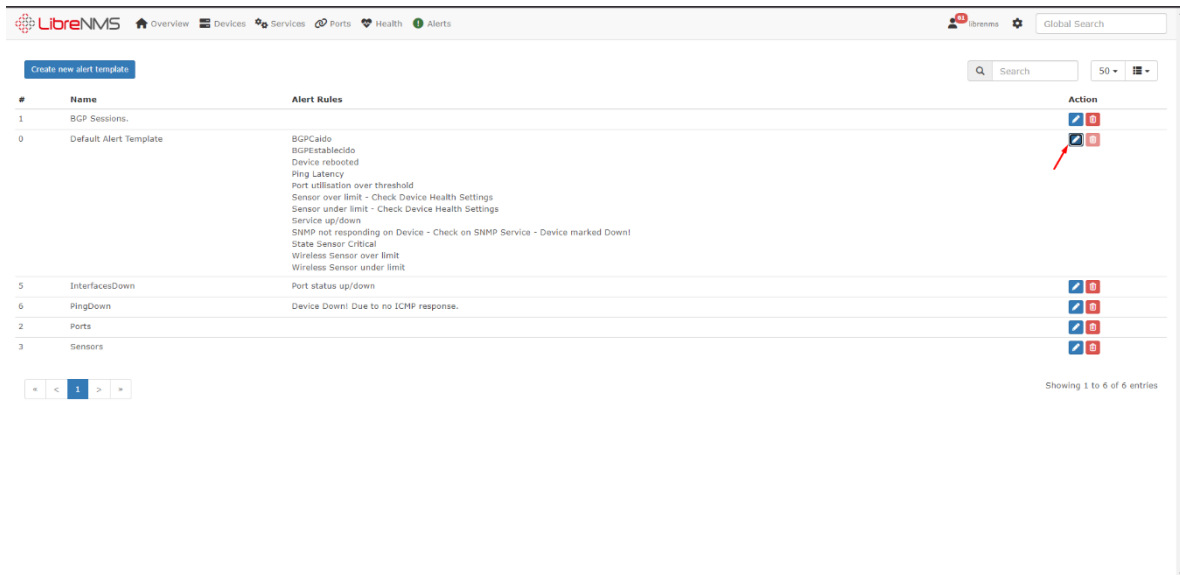 LibreNMS Overview Devices Services Ports Health Alerts 61 librenms Global Search
Create new alert template Search 50
# Name Alert Rules Action
1 BGP Sessions.
0 Default Alert Template BGPCaido
BGPEstablecido
Device rebooted
Ping Latency
Port utilisation over threshold
Sensor over limit - Check Device Health Settings
Sensor under limit - Check Device Health Settings
Service up/down
SNMP not responding on Device - Check on SNMP Service - Device marked Down!
State Sensor Critical
Wireless Sensor over limit
Wireless Sensor under limit
5 InterfacesDown Port status up/down
6 PingDown Device Down! Due to no ICMP response.
2 Ports
3 Sensors
« < 1 > » Showing 1 to 6 of 6 entries